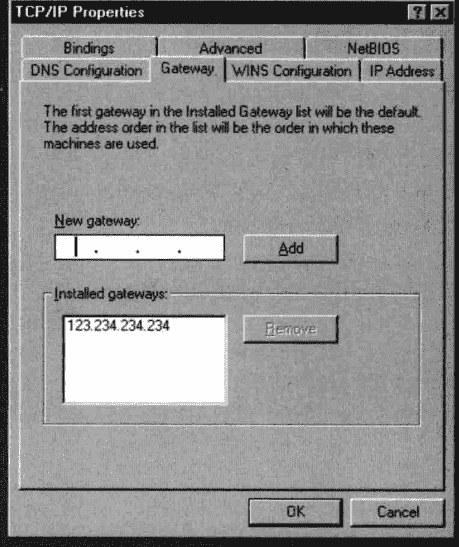 TCP/IP Properties
Bindings Advanced NetBIOS
DNS Configuration Gateway WINS Configuration IP Address
The first gateway in the Installed Gateway list will be the default.
The address order in the list will be the order in which these
machines are used.
New gateway:
. . .
Add
Installed gateways:
123.234.234.234
Remove
OK Cancel